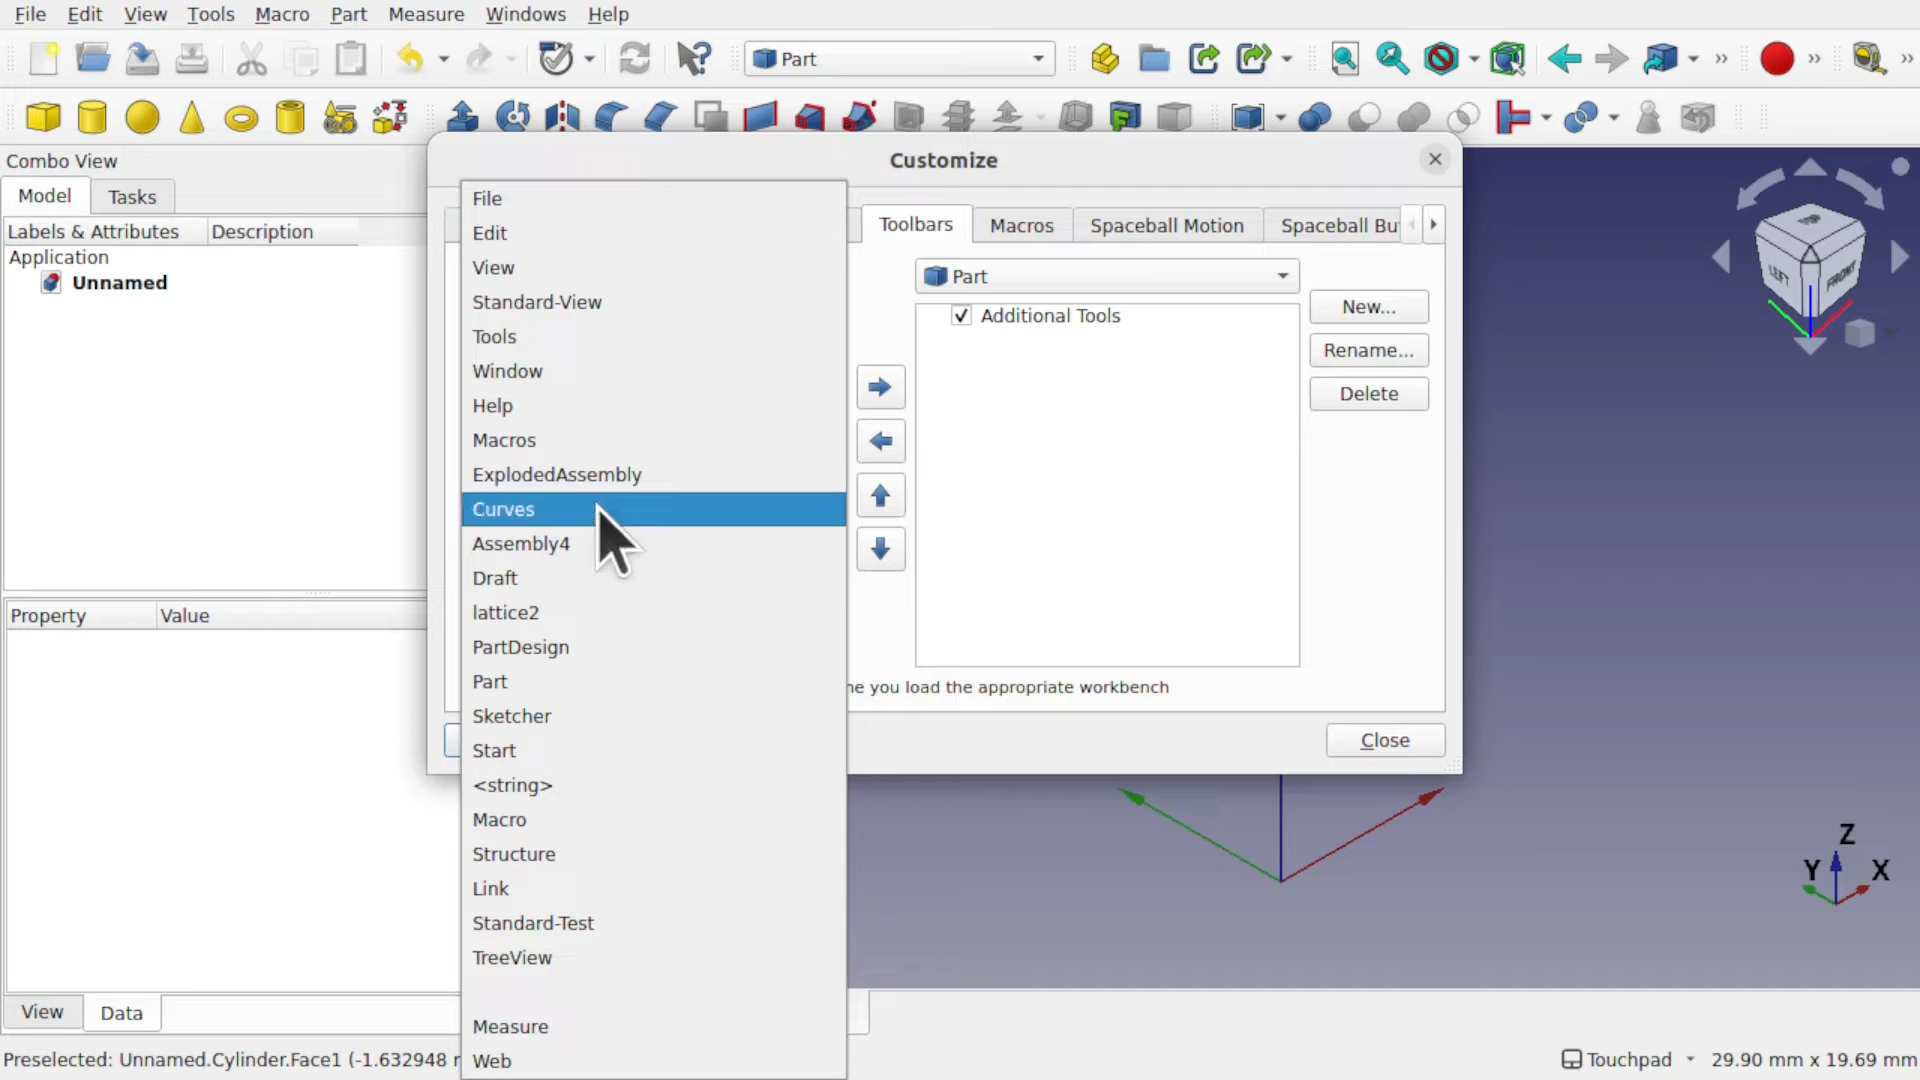 File Edit View Tools Macro Part Measure Windows Help
Part
Combo View
Model Tasks
Labels & Attributes Description
Application
Unnamed
Property Value
View Data
Customize
Toolbars Macros Spaceball Motion Spaceball Bu
File
Edit
View
Standard-View
Tools
Window
Help
Macros
ExplodedAssembly
Curves
Assembly4
Draft
lattice2
PartDesign
Part
Sketcher
Start
<string>
Macro
Structure
Link
Standard-Test
TreeView
Measure
Web
Part
Additional Tools
New...
Rename...
Delete
you load the appropriate workbench
Close
LEFT FRONT
Z
Y X
Preselected: Unnamed.Cylinder.Face1 (-1.632948
Touchpad 29.90 mm x 19.69 mm